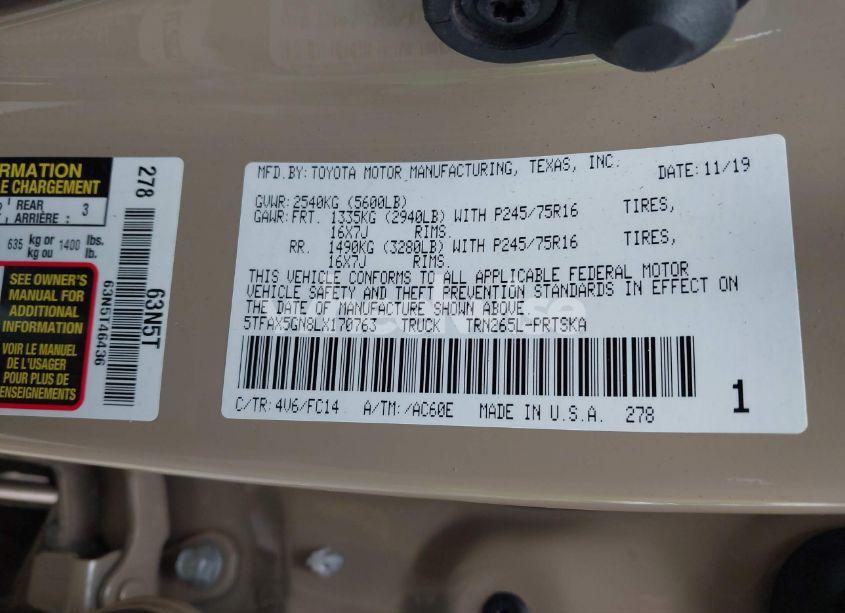 RMATION
LE CHARGEMENT
REAR
ARRIÈRE : 3
635 kg or 1400 lbs.
kg ou lb.
SEE OWNER'S
MANUAL FOR
ADDITIONAL
INFORMATION
VOIR LE MANUEL
DE L'USAGER
POUR PLUS DE
RENSEIGNEMENTS
278
63N5T
63N5T46436
MFD.BY: TOYOTA MOTOR MANUFACTURING, TEXAS, INC. DATE: 11/19
GVWR: 2540KG (5600LB)
GAWR: FRT. 1335KG (2940LB) WITH P245/75R16 TIRES,
16X7J RIMS.
RR. 1490KG (3280LB) WITH P245/75R16 TIRES,
16X7J RIMS.
THIS VEHICLE CONFORMS TO ALL APPLICABLE FEDERAL MOTOR
VEHICLE SAFETY AND THEFT PREVENTION STANDARDS IN EFFECT ON
THE DATE OF MANUFACTURE SHOWN ABOVE.
5TFAX5GN8LX170763 TRUCK TRN265L-PRTSKA
C/TR: 4V6/FC14 A/TM: /AC60E MADE IN U.S.A. 278 1